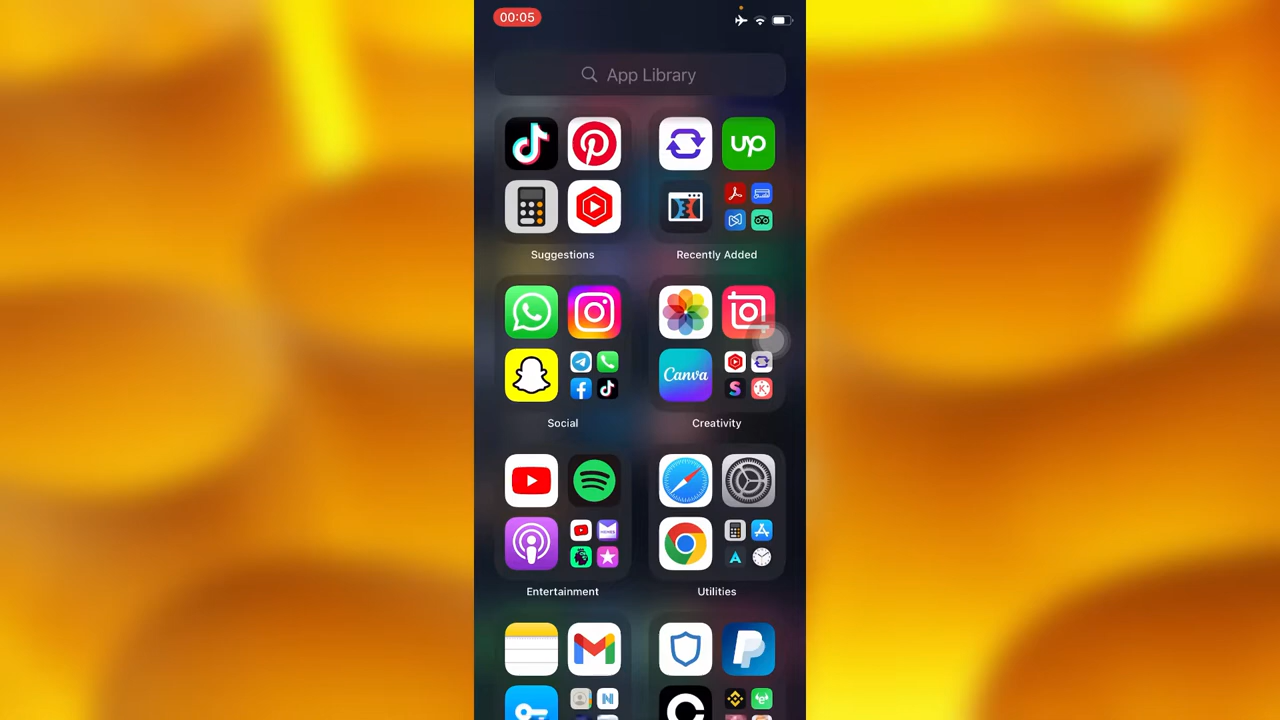 00:05
App Library
up
Suggestions
Recently Added
Canva
Social
Creativity
Entertainment
Utilities